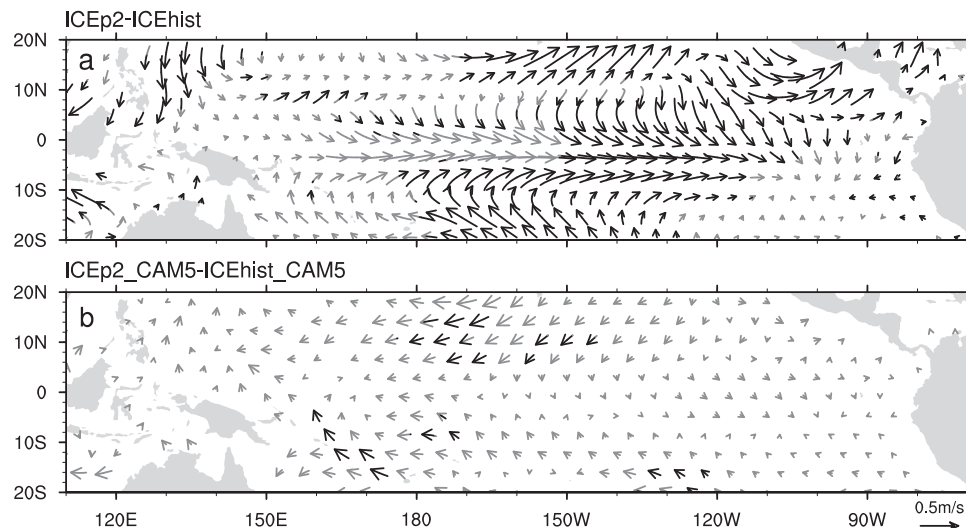 ICEp2-ICEhist
20N
a
10N
0
10S
20S
ICEp2_CAM5-ICEhist_CAM5
20N
b
10N
0
10S
20S
120E 150E 180 150W 120W 90W
0.5m/s